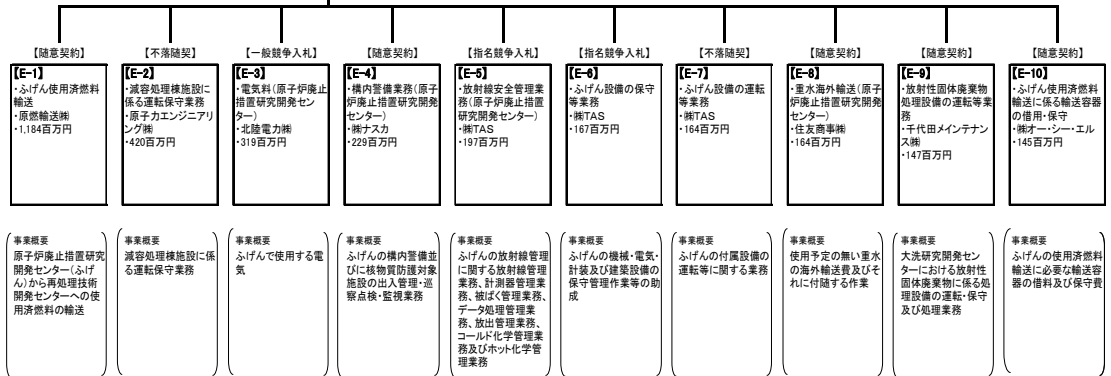 【随意契約】
【E-1】
・ふげん使用済燃料
輸送
・原燃輸送㈱
・1,184百万円
事業概要
原子炉廃止措置研究
開発センター(ふげ
ん)から再処理技術
開発センターへの使
用済燃料の輸送
【不落随契】
【E-2】
・減容処理棟施設に
係る運転保守業務
・原子力エンジニアリ
ング㈱
・420百万円
事業概要
減容処理棟施設に係
る運転保守業務
【一般競争入札】
【E-3】
・電気料(原子炉廃止
措置研究開発セン
ター)
・北陸電力㈱
・319百万円
事業概要
ふげんで使用する電
気
【随意契約】
【E-4】
・構内警備業務(原子
炉廃止措置研究開発
センター)
・㈱ナスカ
・229百万円
事業概要
ふげんの構内警備並
びに核物質防護対象
施設の出入管理・巡
察点検・監視業務
【指名競争入札】
【E-5】
・放射線安全管理業
務(原子炉廃止措置
研究開発センター)
・㈱TAS
・197百万円
事業概要
ふげんの放射線管理
に関する放射線管理
業務、計測器管理業
務、被ばく管理業務、
データ処理管理業
務、放出管理業務、
コールド化学管理業
務及びホット化学管
理業務
【指名競争入札】
【E-6】
・ふげん設備の保守
等業務
・㈱TAS
・167百万円
事業概要
ふげんの機械・電気・
計装及び建築設備の
保守管理作業等の助
成
【不落随契】
【E-7】
・ふげん設備の運転
等業務
・㈱TAS
・164百万円
事業概要
ふげんの付属設備の
運転等に関する業務
【随意契約】
【E-8】
・重水海外輸送(原子
炉廃止措置研究開発
センター)
・住友商事㈱
・164百万円
事業概要
使用予定の無い重水
の海外輸送費及びそ
れに付随する作業
【随意契約】
【E-9】
・放射性固体廃棄物
処理設備の運転等業
務
・千代田メインテナン
ス㈱
・147百万円
事業概要
大洗研究開発セン
ターにおける放射性
固体廃棄物に係る処
理設備の運転・保守
及び処理業務
【随意契約】
【E-10】
・ふげん使用済燃料
輸送に係る輸送容器
の借用・保守
・㈱オー・シー・エル
・145百万円
事業概要
ふげんの使用済燃料
輸送に必要な輸送容
器の借料及び保守費